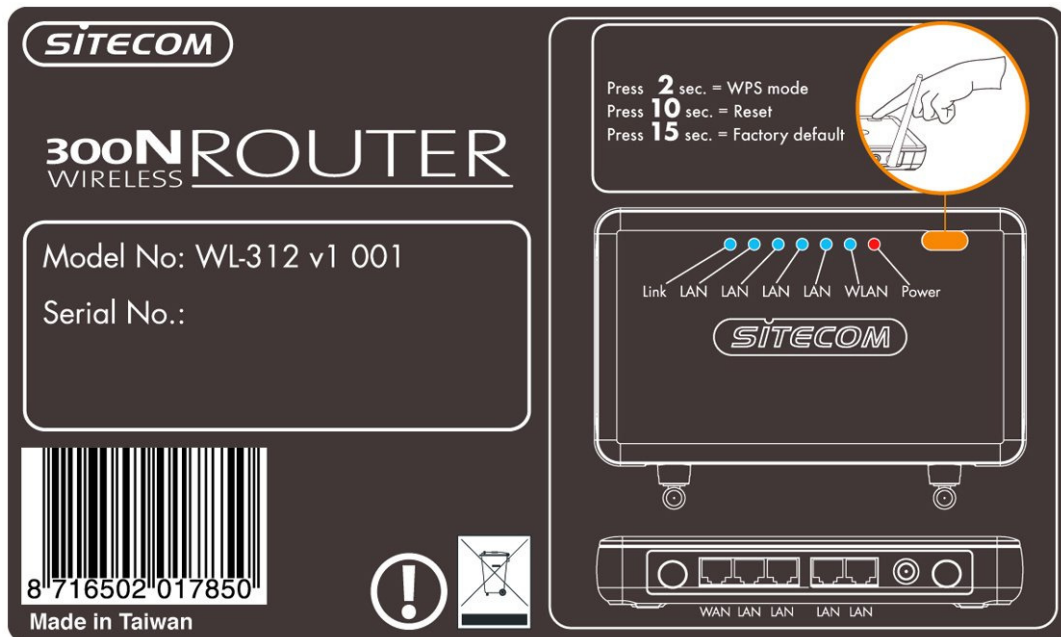 SITECOM
300N ROUTER
WIRELESS
Model No: WL-312 v1 001
Serial No.:
8 716502 017850
Made in Taiwan
Press 2 sec. = WPS mode
Press 10 sec. = Reset
Press 15 sec. = Factory default
Link LAN LAN LAN LAN WLAN Power
SITECOM
WAN LAN LAN LAN LAN